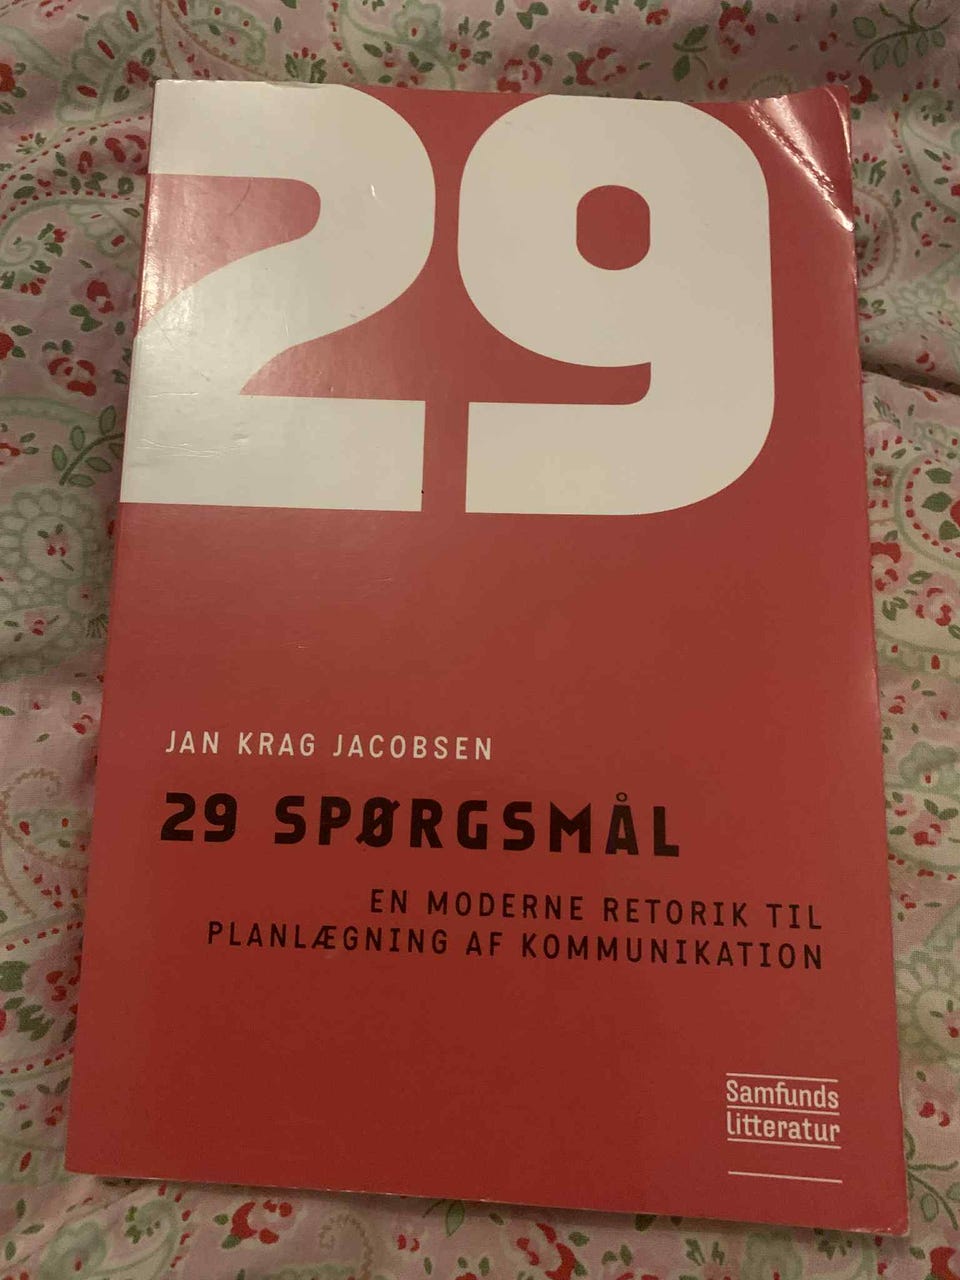 29
JAN KRAG JACOBSEN
29 SPØRGSMÅL
EN MODERNE RETORIK TIL
PLANLÆGNING AF KOMMUNIKATION
Samfunds
litteratur